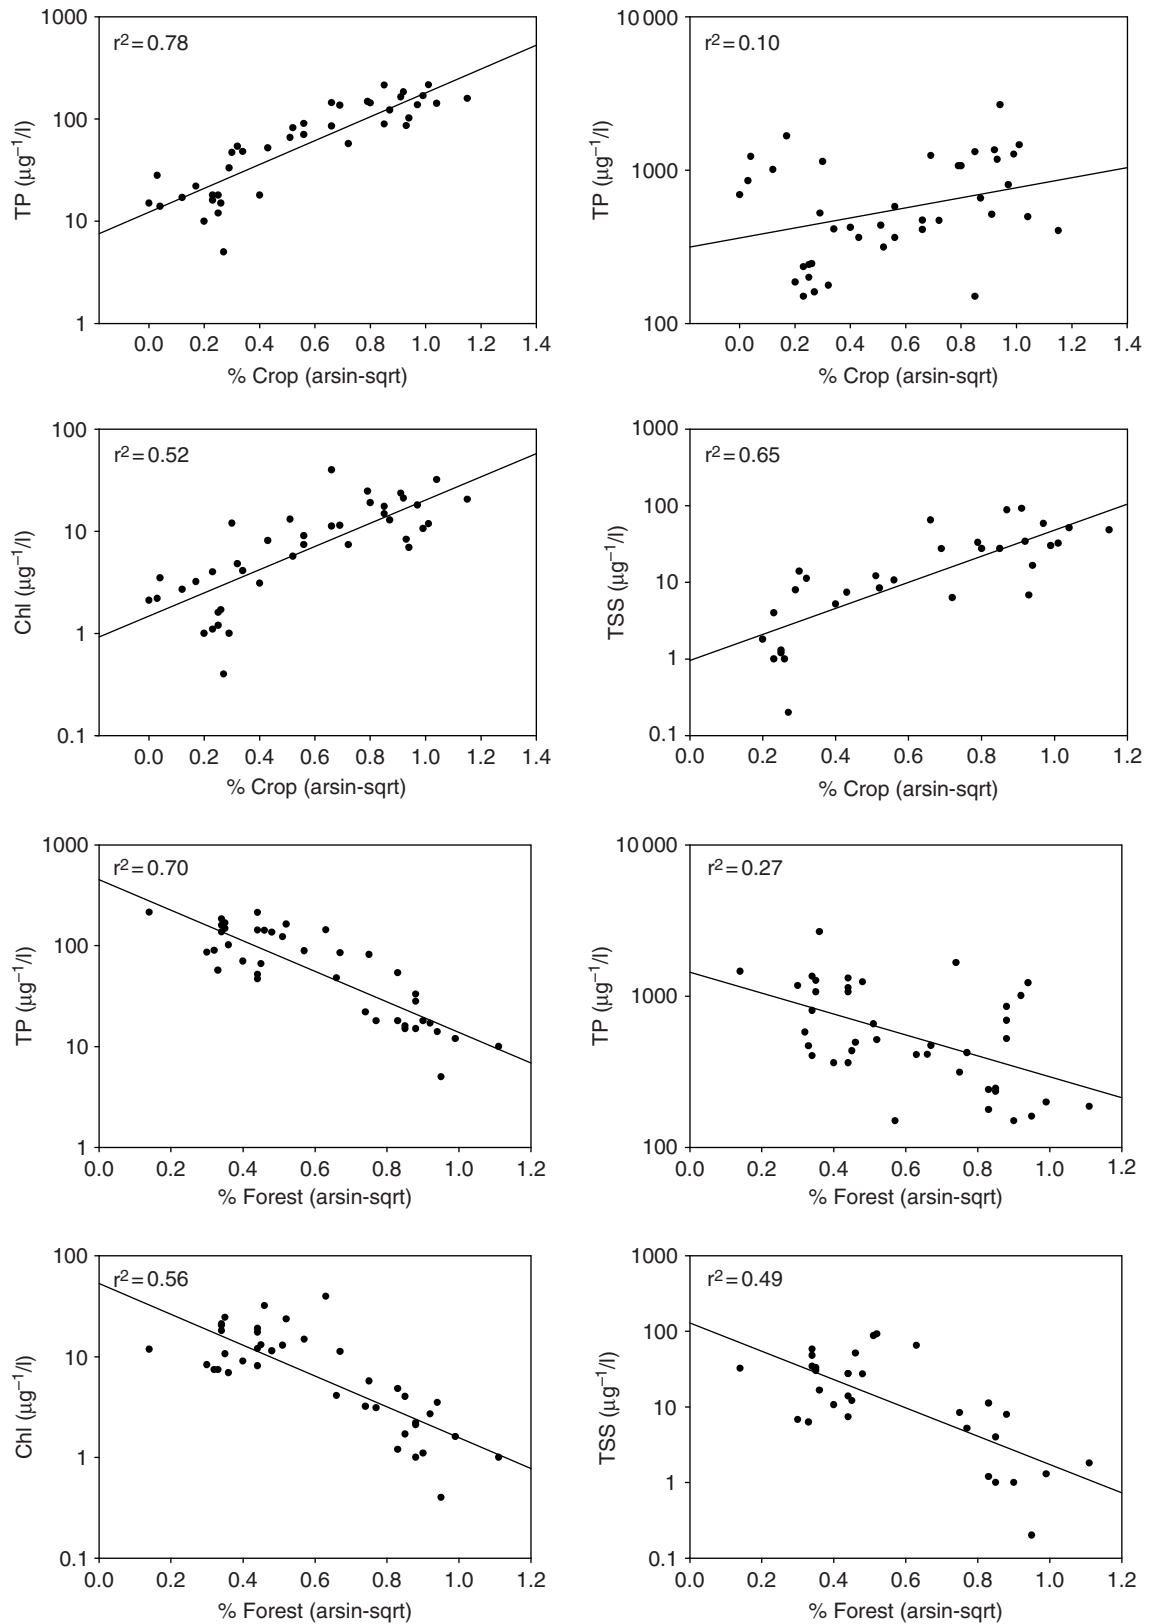 1000
100
10
1
TP (µg⁻¹/l)
r²=0.78
0.0 0.2 0.4 0.6 0.8 1.0 1.2 1.4
% Crop (arsin-sqrt)
10 000
1000
100
TP (µg⁻¹/l)
r²=0.10
0.0 0.2 0.4 0.6 0.8 1.0 1.2 1.4
% Crop (arsin-sqrt)
100
10
1
0.1
Chl (µg⁻¹/l)
r²=0.52
0.0 0.2 0.4 0.6 0.8 1.0 1.2 1.4
% Crop (arsin-sqrt)
1000
100
10
1
0.1
TSS (µg⁻¹/l)
r²=0.65
0.0 0.2 0.4 0.6 0.8 1.0 1.2
% Crop (arsin-sqrt)
1000
100
10
1
TP (µg⁻¹/l)
r²=0.70
0.0 0.2 0.4 0.6 0.8 1.0 1.2
% Forest (arsin-sqrt)
10 000
1000
100
TP (µg⁻¹/l)
r²=0.27
0.0 0.2 0.4 0.6 0.8 1.0 1.2
% Forest (arsin-sqrt)
100
10
1
0.1
Chl (µg⁻¹/l)
r²=0.56
0.0 0.2 0.4 0.6 0.8 1.0 1.2
% Forest (arsin-sqrt)
1000
100
10
1
0.1
TSS (µg⁻¹/l)
r²=0.49
0.0 0.2 0.4 0.6 0.8 1.0 1.2
% Forest (arsin-sqrt)